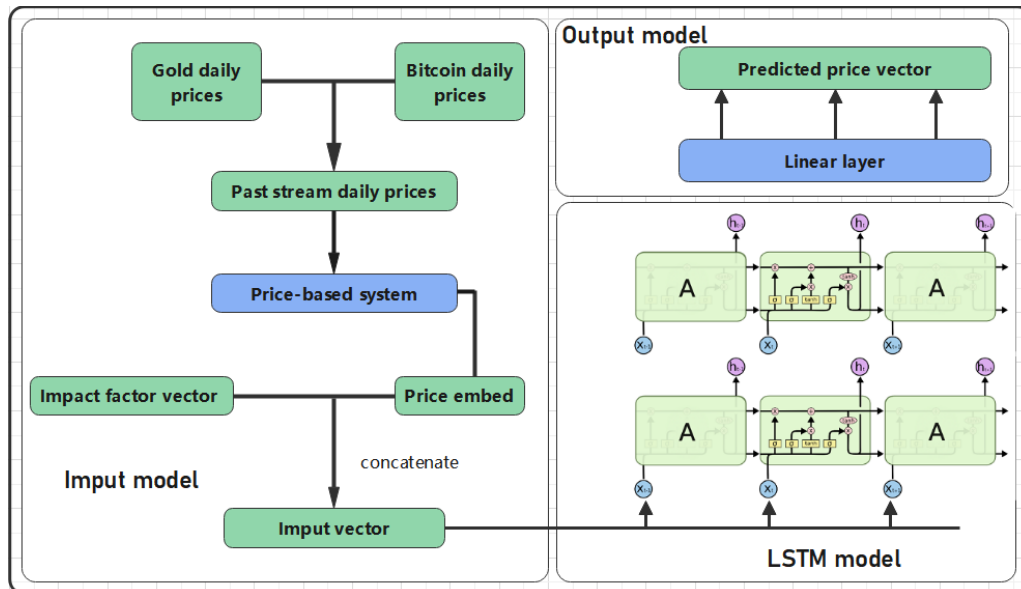 Gold daily
prices
Bitcoin daily
prices
Past stream daily prices
Price-based system
Impact factor vector
Price embed
concatenate
Imput model
Imput vector
Output model
Predicted price vector
Linear layer
A
A
A
A
LSTM model